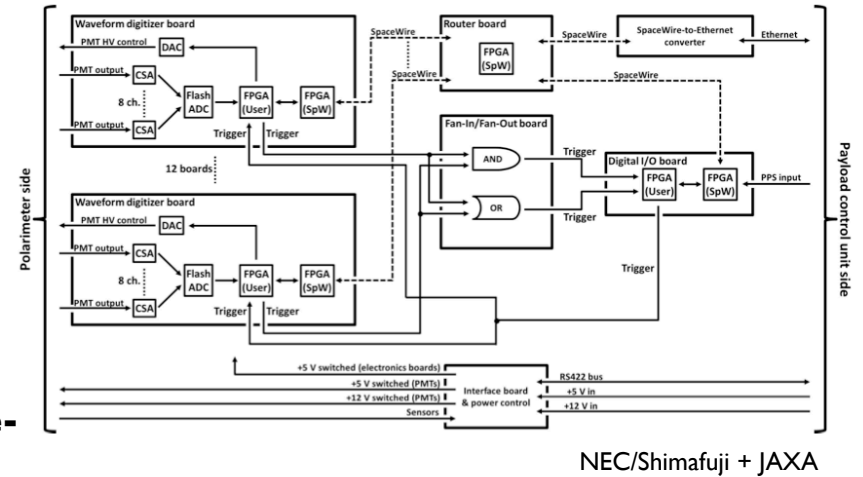 Waveform digitizer board
PMT HV control
DAC
PMT output
CSA
8 ch.
Flash
ADC
FPGA
(User)
FPGA
(SpW)
PMT output
CSA
Trigger
Trigger
12 boards
Waveform digitizer board
PMT HV control
DAC
PMT output
CSA
8 ch.
Flash
ADC
FPGA
(User)
FPGA
(SpW)
PMT output
CSA
Trigger
Trigger
Polarimeter side
SpaceWire
SpaceWire
Router board
FPGA
(SpW)
SpaceWire
SpaceWire-to-Ethernet
converter
Ethernet
SpaceWire
Fan-In/Fan-Out board
AND
OR
Trigger
Trigger
Digital I/O board
FPGA
(User)
FPGA
(SpW)
PPS input
Trigger
Payload control unit side
+5 V switched (electronics boards)
+5 V switched (PMTs)
+12 V switched (PMTs)
Sensors
Interface board
& power control
RS422 bus
+5 V in
+12 V in
NEC/Shimafuji + JAXA